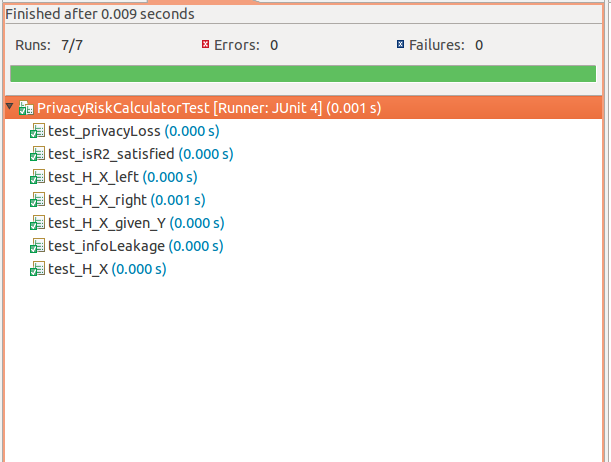 Finished after 0.009 seconds
Runs: 7/7 Errors: 0 Failures: 0
PrivacyRiskCalculatorTest [Runner: JUnit 4] (0.001 s)
test_privacyLoss (0.000 s)
test_isR2_satisfied (0.000 s)
test_H_X_left (0.000 s)
test_H_X_right (0.001 s)
test_H_X_given_Y (0.000 s)
test_infoLeakage (0.000 s)
test_H_X (0.000 s)